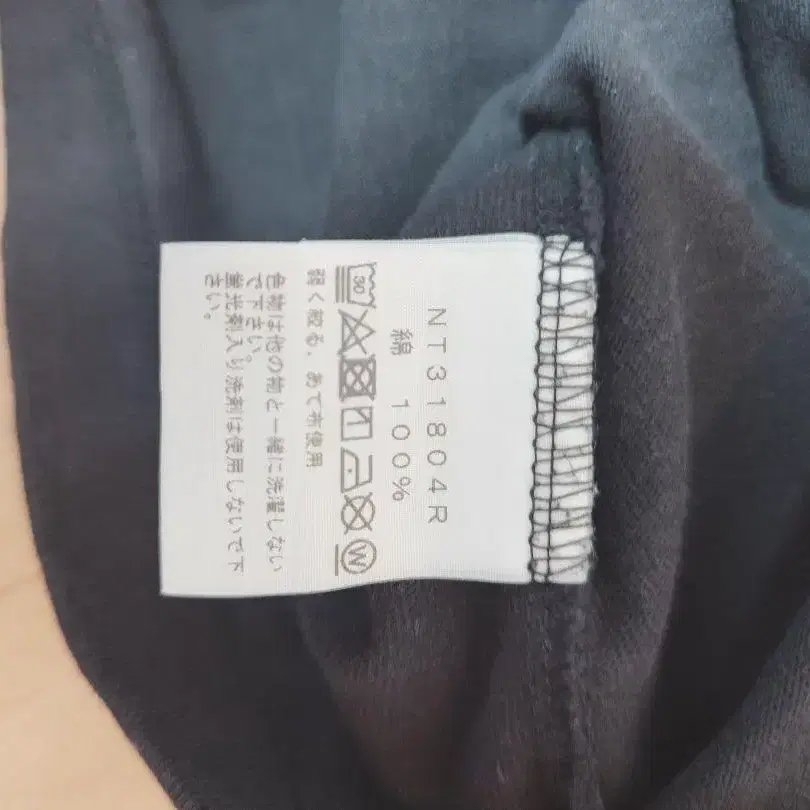 NT31804R
綿 100%
30 W
弱く絞る、あて布使用
色物は他の物と一緒に洗濯しない
で下さい。
蛍光剤入り洗剤は使用しないで下
さい。